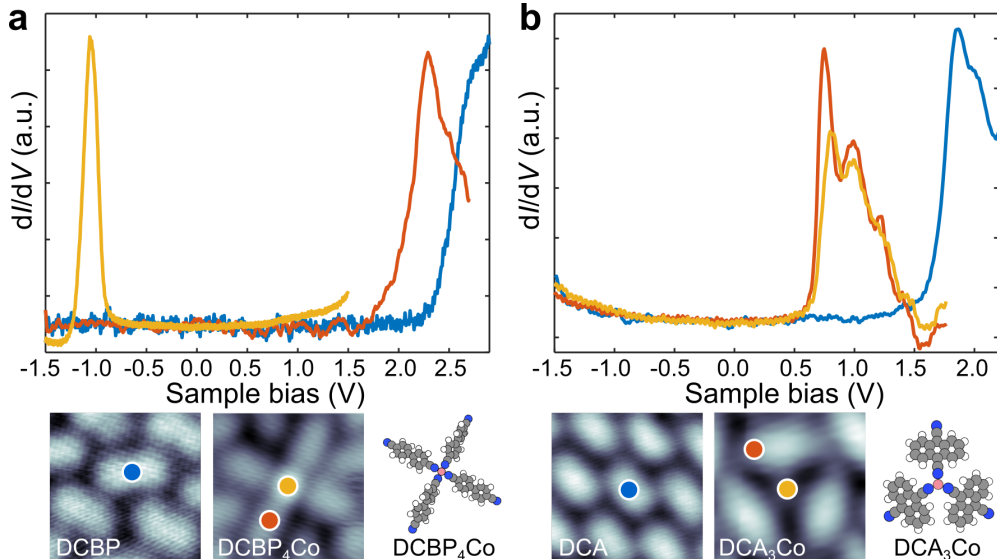 a
dI/dV (a.u.)
-1.5 -1.0 -0.5 0.0 0.5 1.0 1.5 2.0 2.5
Sample bias (V)
DCBP
DCBP₄Co
DCBP₄Co
b
dI/dV (a.u.)
-1.5 -1.0 -0.5 0.0 0.5 1.0 1.5 2.0
Sample bias (V)
DCA
DCA₃Co
DCA₃Co